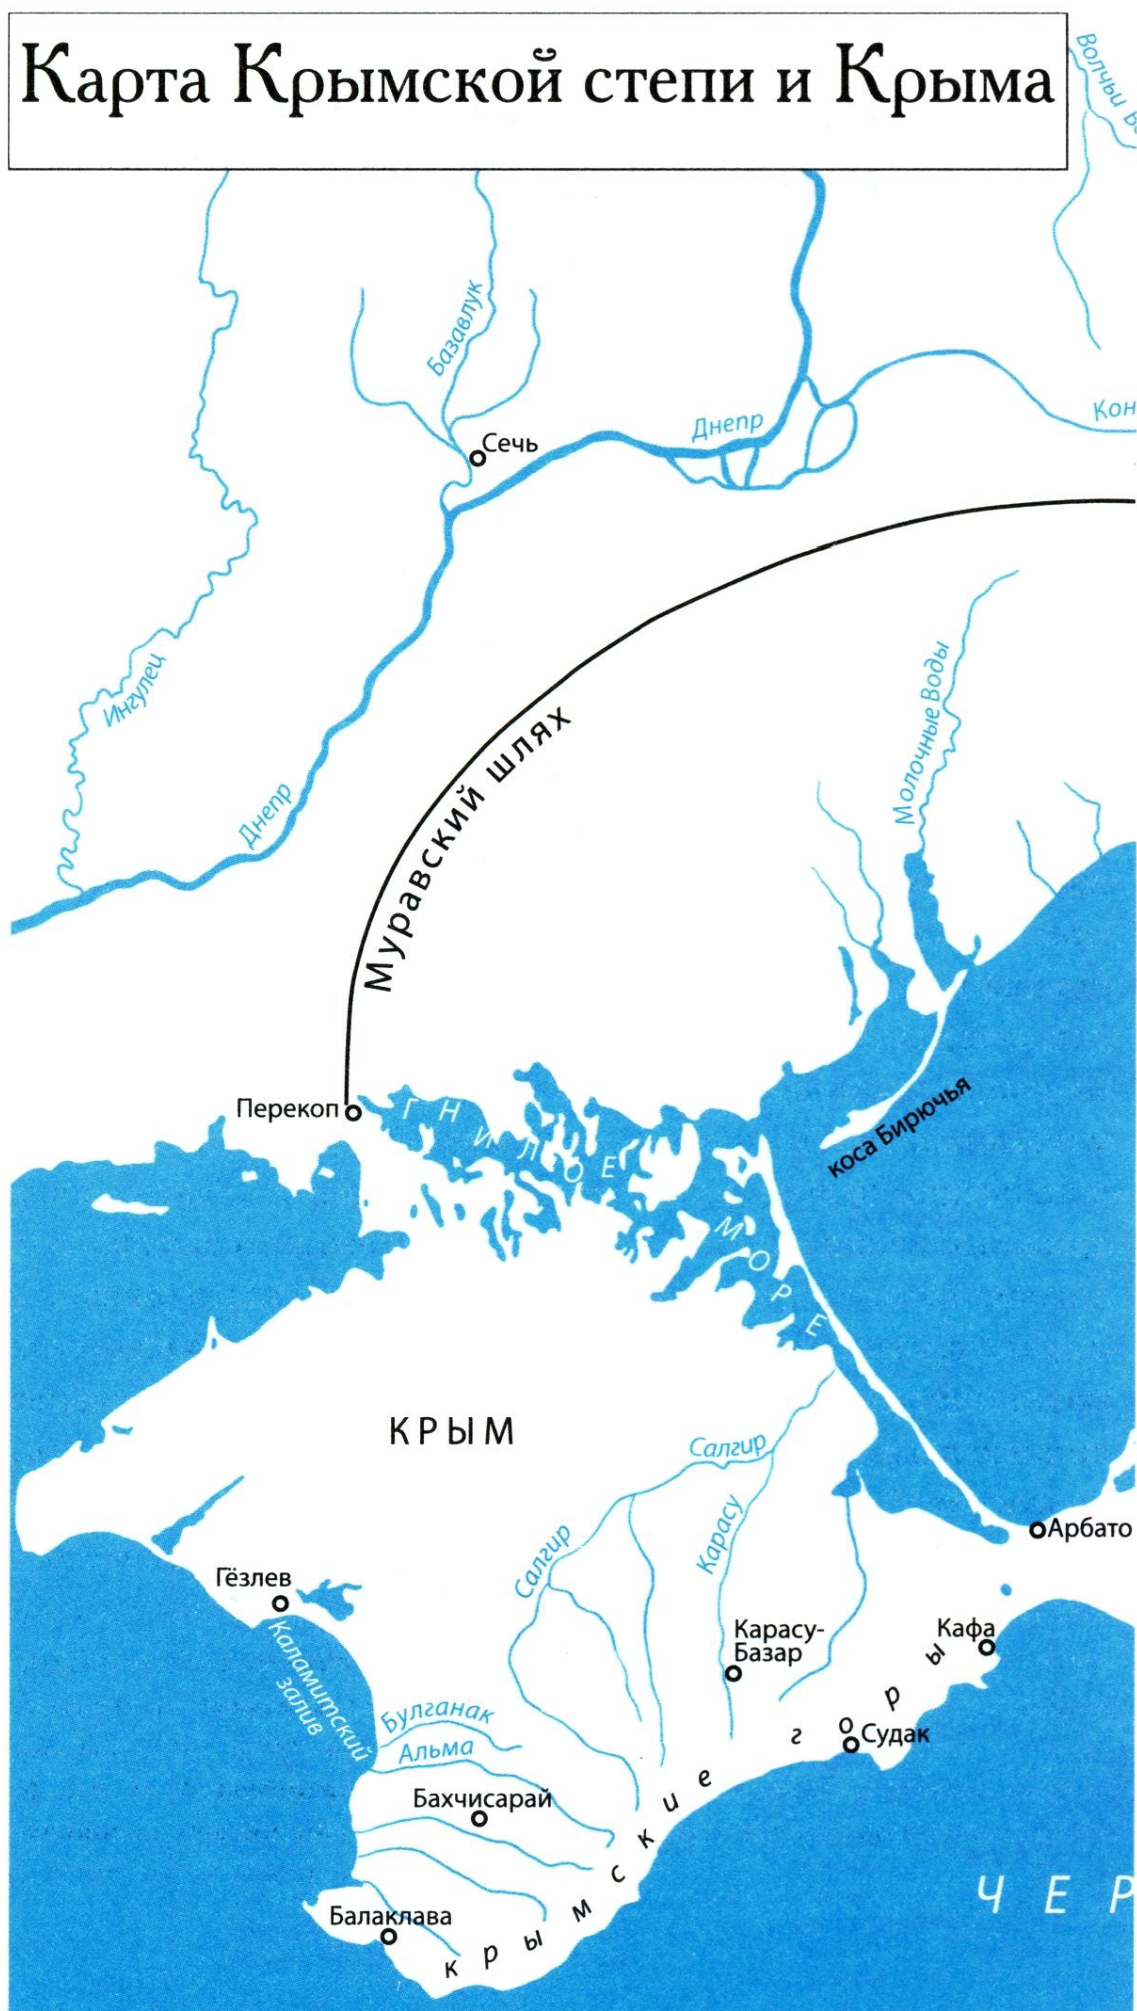 Карта Крымской степи и Крыма
Волчьи
Базавлук
Сечь
Днепр
Кон
Ингулец
Днепр
Муравский шлях
Молочные Воды
Перекоп
ГНИЛОЕ МОРЕ
коса Бирючья
КРЫМ
Салгир
Салгир
Карасу
Арбато
Гёзлев
Каламитский
залив
Карасу-
Базар
Кафа
Булганак
Альма
Судак
Бахчисарай
Балаклава
крымские горы
ЧЕР